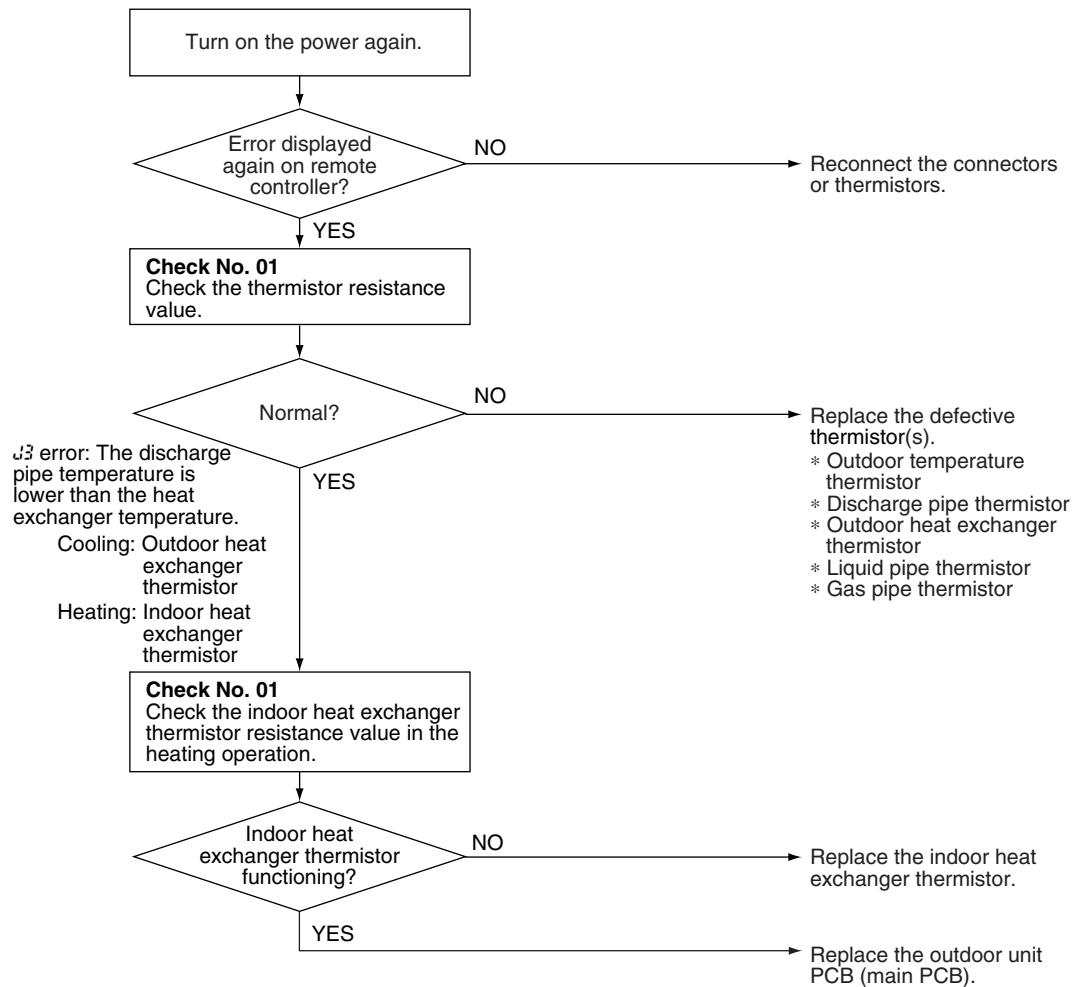 Turn on the power again.
Error displayed
again on remote
controller?
NO
Reconnect the connectors
or thermistors.
YES
Check No. 01
Check the thermistor resistance
value.
Normal?
NO
Replace the defective
thermistor(s).
* Outdoor temperature
thermistor
* Discharge pipe thermistor
* Outdoor heat exchanger
thermistor
* Liquid pipe thermistor
* Gas pipe thermistor
YES
J3 error: The discharge
pipe temperature is
lower than the heat
exchanger temperature.
Cooling: Outdoor heat
exchanger
thermistor
Heating: Indoor heat
exchanger
thermistor
Check No. 01
Check the indoor heat exchanger
thermistor resistance value in the
heating operation.
Indoor heat
exchanger thermistor
functioning?
NO
Replace the indoor heat
exchanger thermistor.
YES
Replace the outdoor unit
PCB (main PCB).